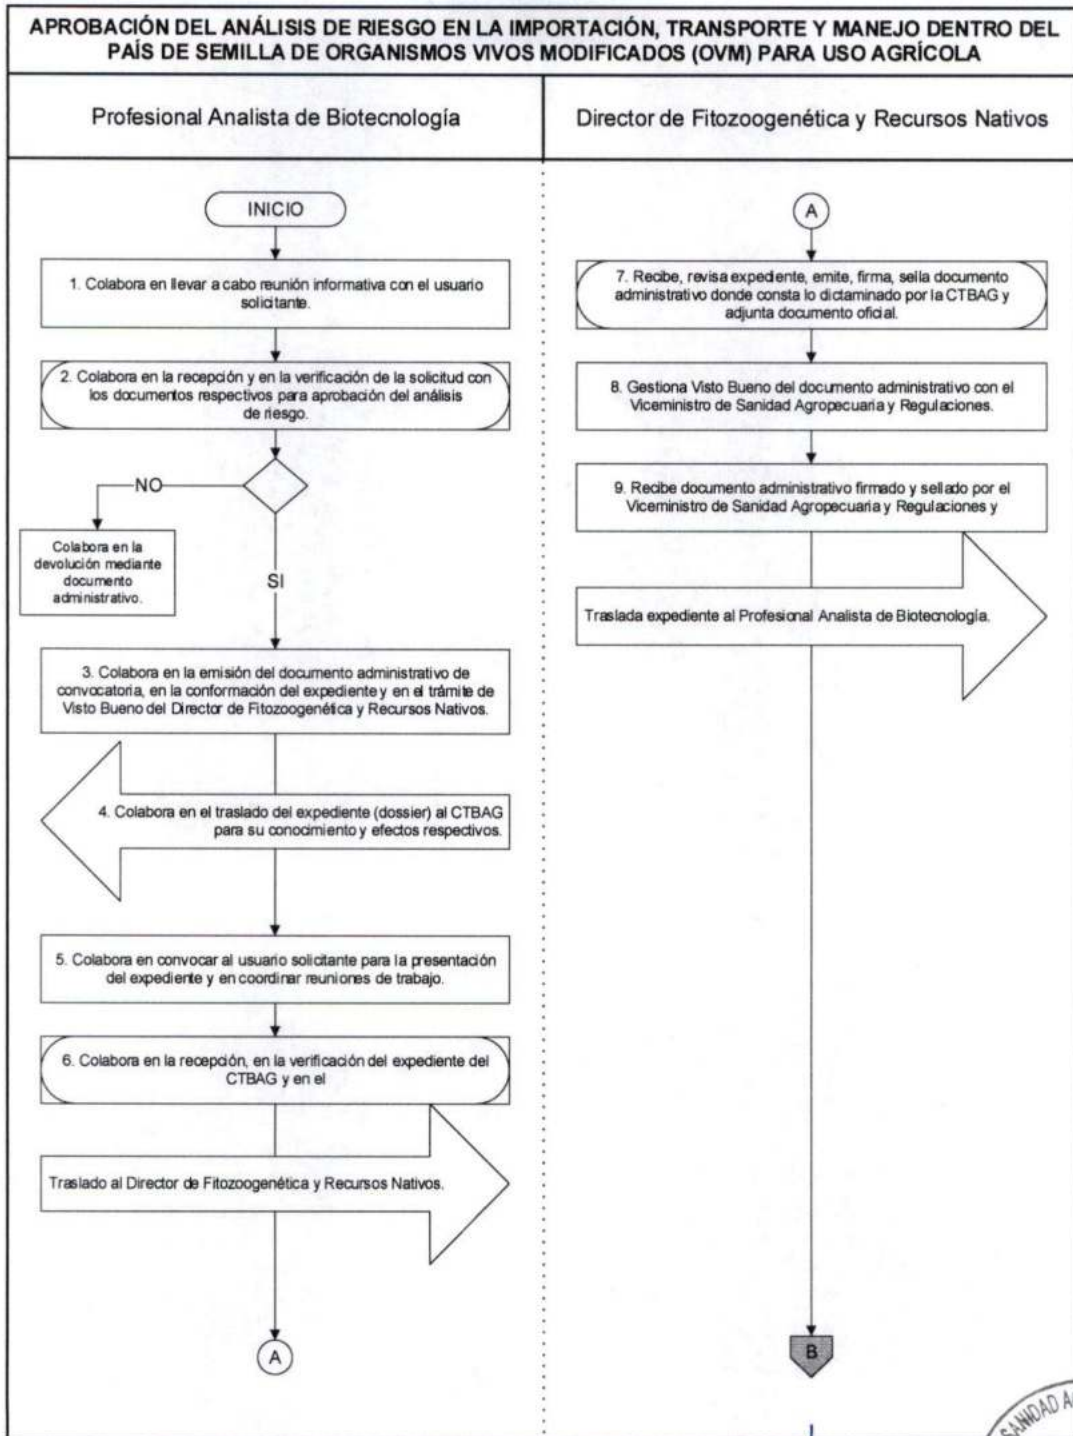 APROBACIÓN DEL ANÁLISIS DE RIESGO EN LA IMPORTACIÓN, TRANSPORTE Y MANEJO DENTRO DEL
PAÍS DE SEMILLA DE ORGANISMOS VIVOS MODIFICADOS (OVM) PARA USO AGRÍCOLA
Profesional Analista de Biotecnología
Director de Fitozoogenética y Recursos Nativos
INICIO
1. Colabora en llevar a cabo reunión informativa con el usuario
solicitante.
2. Colabora en la recepción y en la verificación de la solicitud con
los documentos respectivos para aprobación del análisis
de riesgo.
NO
Colabora en la
devolución mediante
documento
administrativo.
SI
3. Colabora en la emisión del documento administrativo de
convocatoria, en la conformación del expediente y en el trámite de
Visto Bueno del Director de Fitozoogenética y Recursos Nativos.
4. Colabora en el traslado del expediente (dossier) al CTBAG
para su conocimiento y efectos respectivos.
5. Colabora en convocar al usuario solicitante para la presentación
del expediente y en coordinar reuniones de trabajo.
6. Colabora en la recepción, en la verificación del expediente del
CTBAG y en el
Traslado al Director de Fitozoogenética y Recursos Nativos.
A
A
7. Recibe, revisa expediente, emite, firma, sella documento
administrativo donde consta lo dictaminado por la CTBAG y
adjunta documento oficial.
8. Gestiona Visto Bueno del documento administrativo con el
Viceministro de Sanidad Agropecuaria y Regulaciones.
9. Recibe documento administrativo firmado y sellado por el
Viceministro de Sanidad Agropecuaria y Regulaciones y
Traslada expediente al Profesional Analista de Biotecnología.
B
SANIDAD A